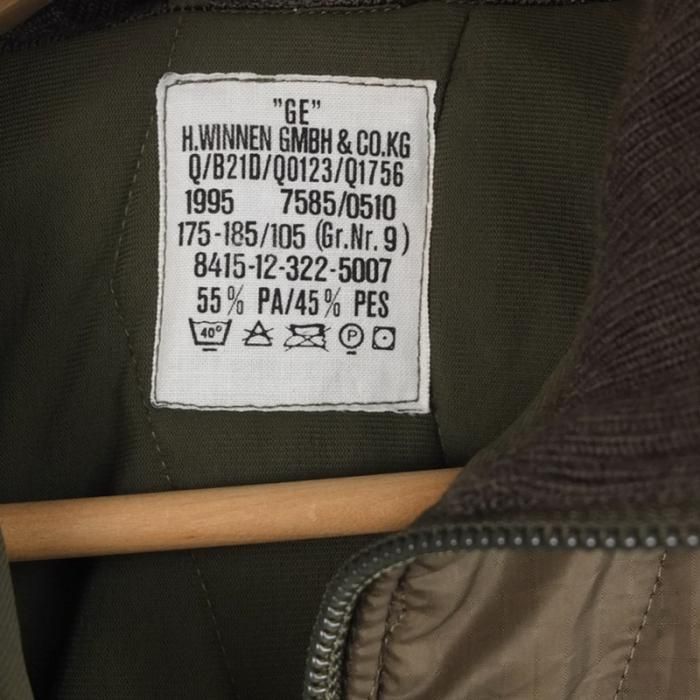 "GE"
H.WINNEN GMBH & CO.KG
Q/B21D/Q0123/Q1756
1995 7585/0510
175-185/105 (Gr.Nr. 9)
8415-12-322-5007
55% PA/45% PES
40° P